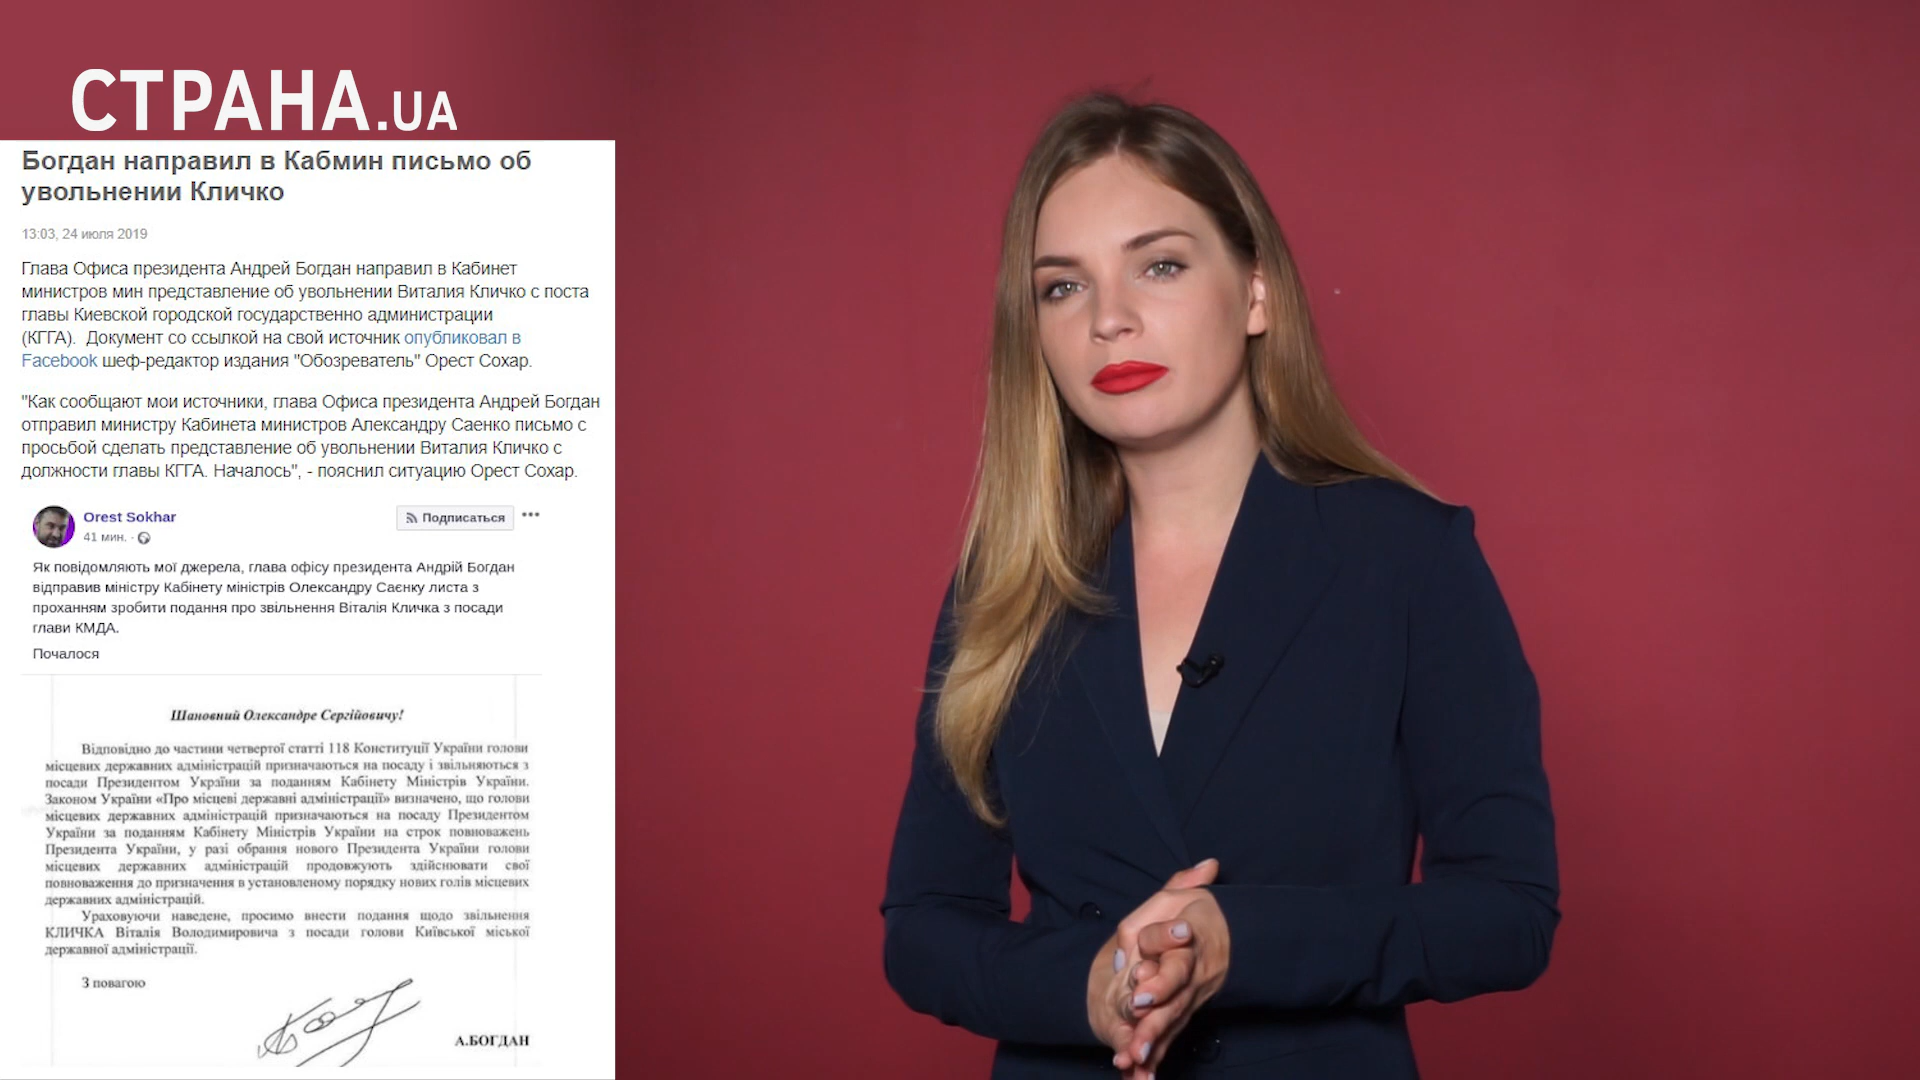 СТРАНА.UA
Богдан направил в Кабмин письмо об
увольнении Кличко
13:03, 24 июля 2019
Глава Офиса президента Андрей Богдан направил в Кабинет
министров мин представление об увольнении Виталия Кличко с поста
главы Киевской городской государственно администрации
(КГГА).  Документ со ссылкой на свой источник опубликовал в
Facebook шеф-редактор издания "Обозреватель" Орест Сохар.
"Как сообщают мои источники, глава Офиса президента Андрей Богдан
отправил министру Кабинета министров Александру Саенко письмо с
просьбой сделать представление об увольнении Виталия Кличко с
должности главы КГГА. Началось", - пояснил ситуацию Орест Сохар.
Orest Sokhar
Подписаться
41 мин. ·
Як повідомляють мої джерела, глава офісу президента Андрій Богдан
відправив міністру Кабінету міністрів Олександру Саєнку листа з
проханням зробити подання про звільнення Віталія Кличка з посади
глави КМДА.
Почалося
Шановний Олександре Сергійовичу!
Відповідно до частини четвертої статті 118 Конституції України голови
місцевих державних адміністрацій призначаються на посаду і звільняються з
посади Президентом України за поданням Кабінету Міністрів України.
Законом України «Про місцеві державні адміністрації» визначено, що голови
місцевих державних адміністрацій призначаються на посаду Президентом
України за поданням Кабінету Міністрів України на строк повноважень
Президента України, у разі обрання нового Президента України голови
місцевих державних адміністрацій продовжують здійснювати свої
повноваження до призначення в установленому порядку нових голів місцевих
державних адміністрацій.
Ураховуючи наведене, просимо внести подання щодо звільнення
КЛИЧКА Віталія Володимировича з посади голови Київської міської
державної адміністрації.
З повагою
А.БОГДАН